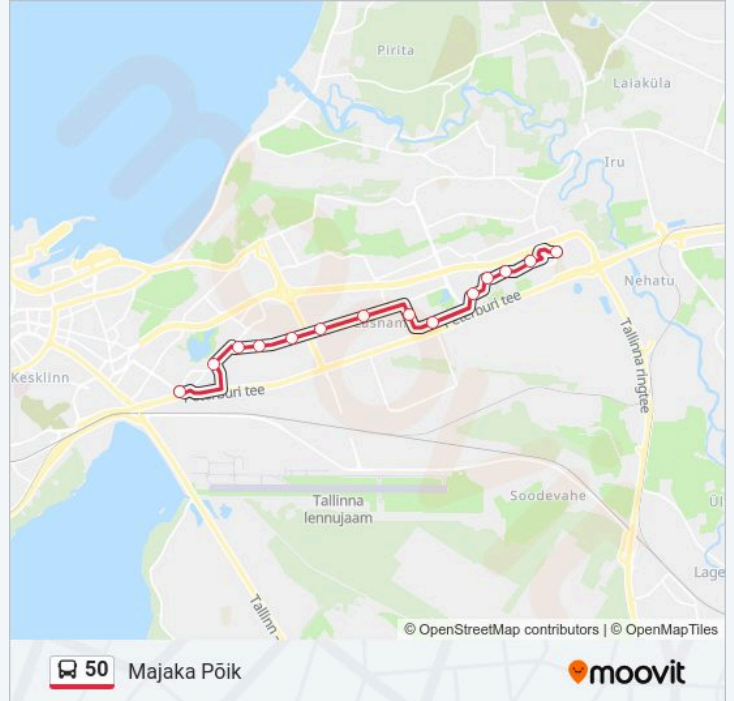 Pirita
Laiaküla
Iru
Nehatu
Peterburi tee
Kesklinn
Tallinna ringtee
Peterburi tee
Soodevahe
Tallinna
lennujaam
Lage
Tallinn -
© OpenStreetMap contributors | © OpenMapTiles
50 Majaka Põik
moovit